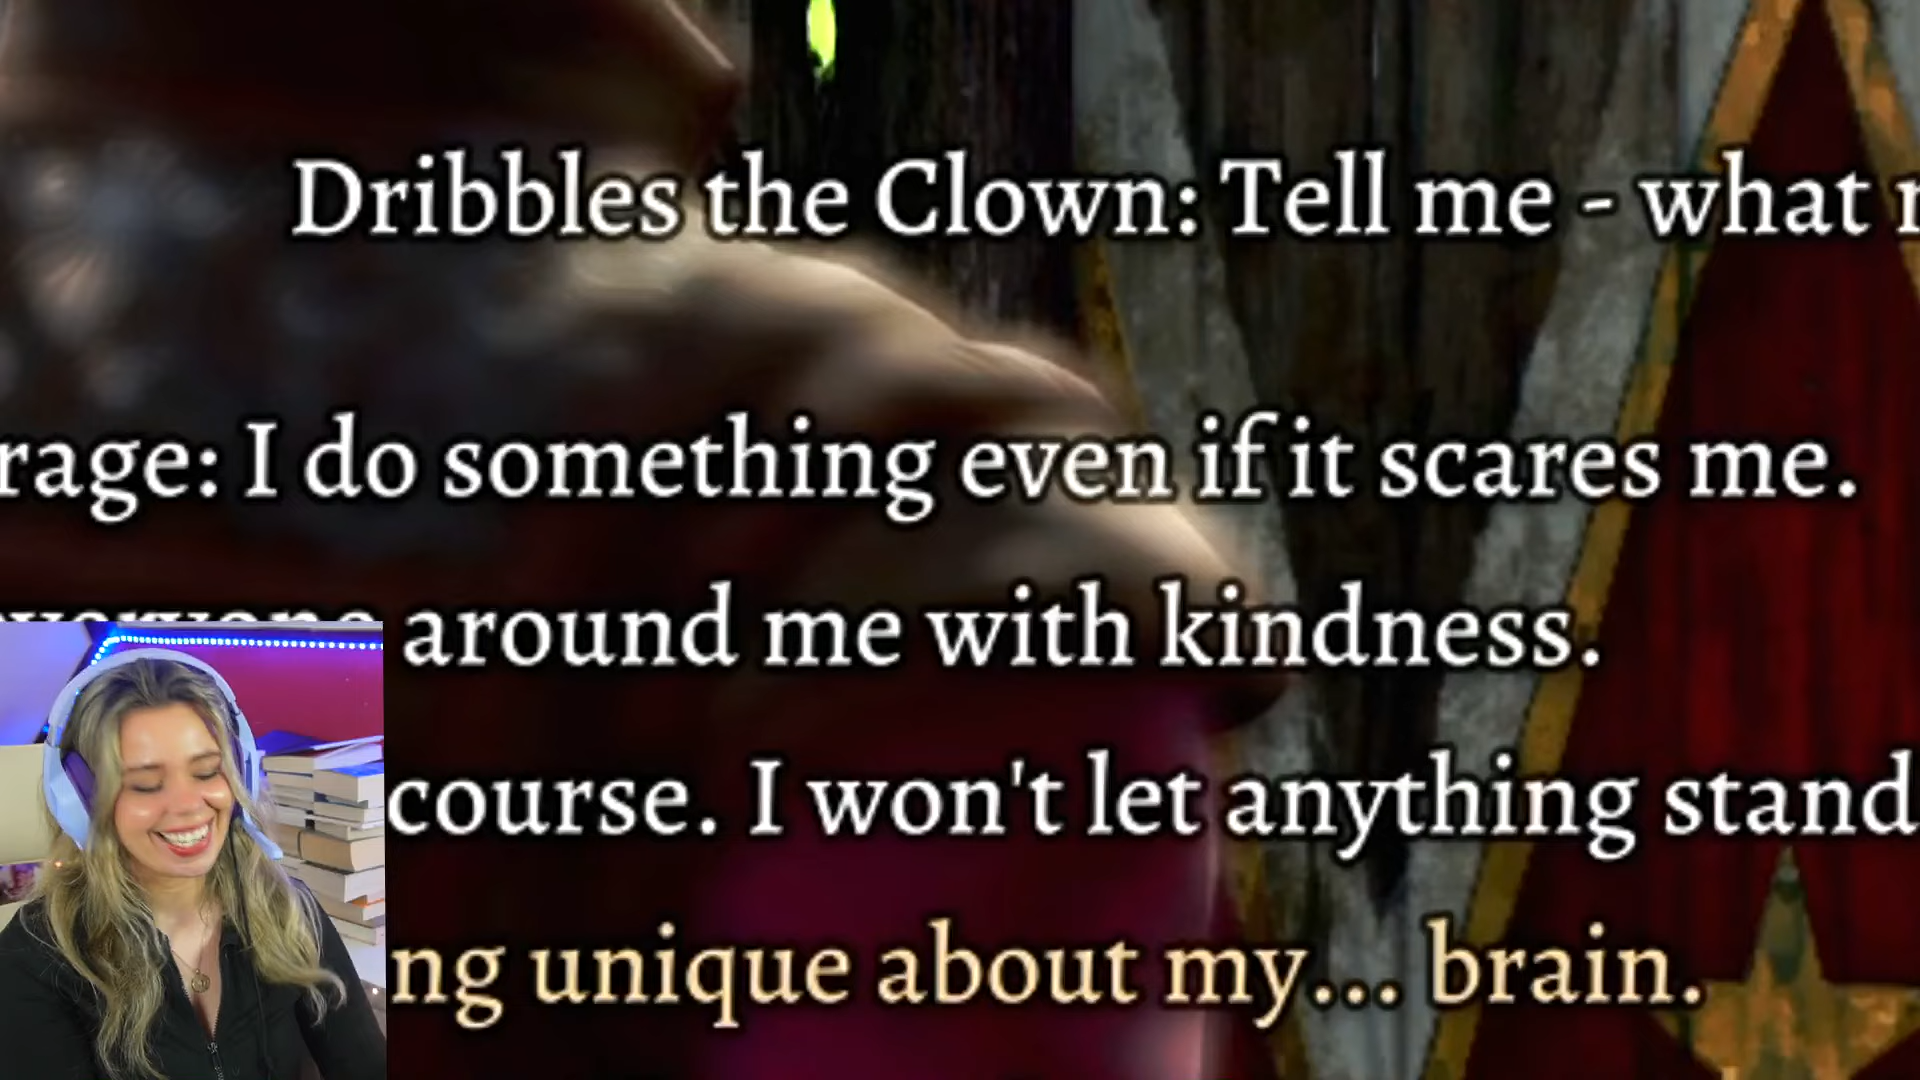 Dribbles the Clown: Tell me - what
rage: I do something even if it scares me.
around me with kindness.
course. I won't let anything stand
ng unique about my... brain.